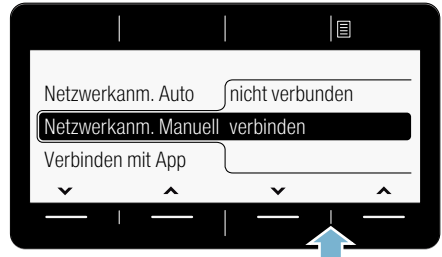 Netzwerkanm. Auto nicht verbunden
Netzwerkanm. Manuell verbinden
Verbinden mit App